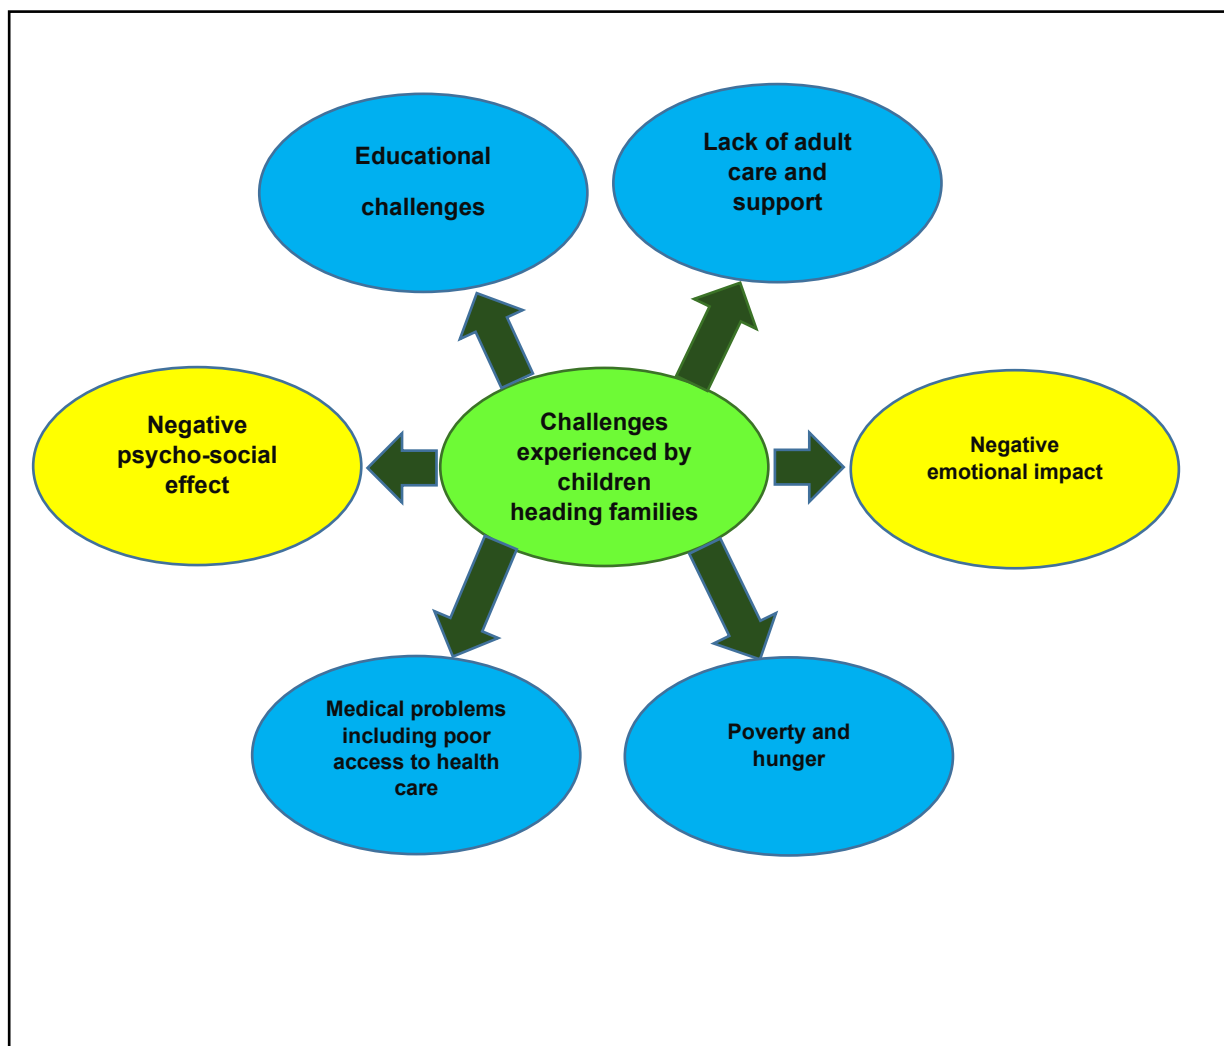 Educational
challenges
Lack of adult
care and
support
Negative
psycho-social
effect
Challenges
experienced by
children
heading families
Negative
emotional impact
Medical problems
including poor
access to health
care
Poverty and
hunger